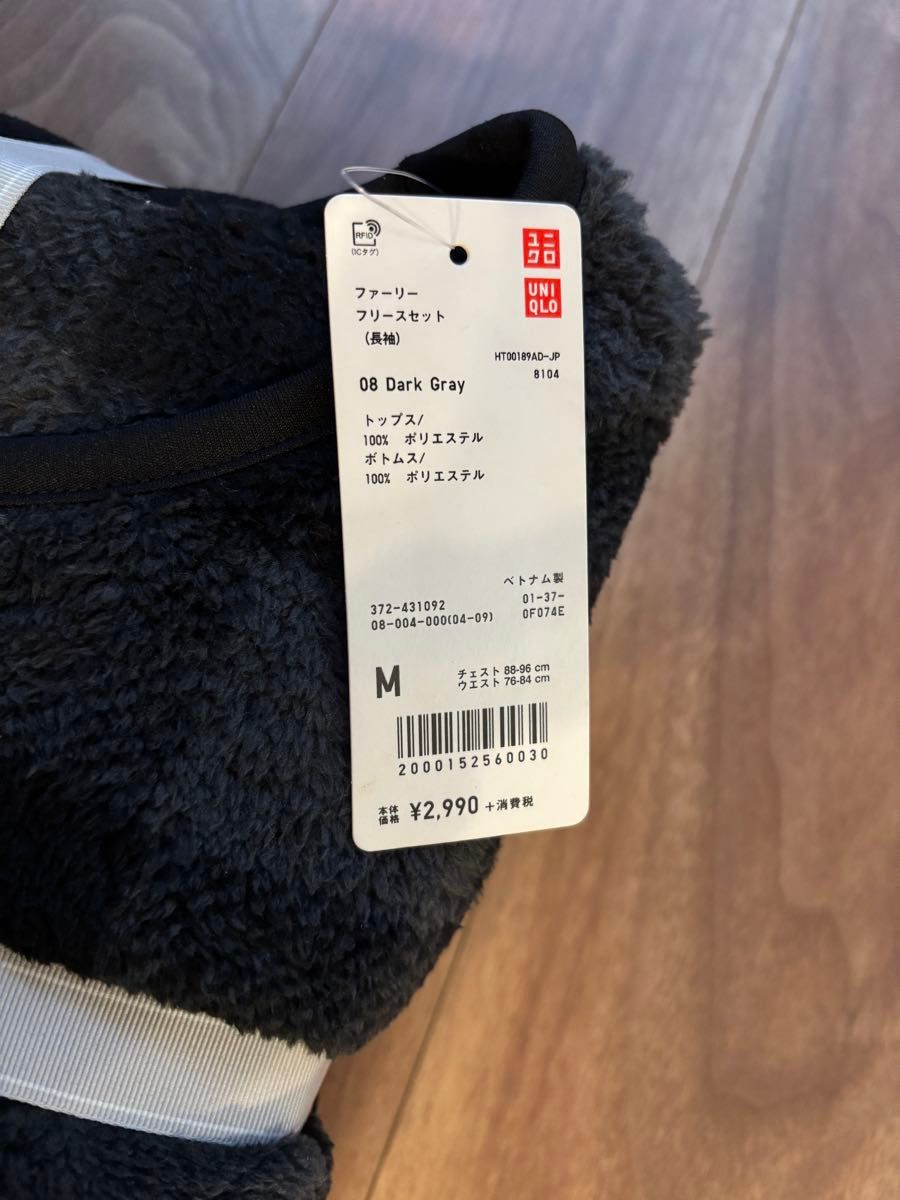 RFiD
(ICタグ)
ユニ
クロ
UNI
QLO
ファーリー
フリースセット
(長袖)
HT00189AD-JP
8104
08 Dark Gray
トップス/
100% ポリエステル
ボトムス/
100% ポリエステル
ベトナム製
372-431092
01-37-
08-004-000(04-09)
0F074E
M
チェスト 88-96 cm
ウエスト 76-84 cm
2000152560030
本体
価格
¥2,990 +消費税